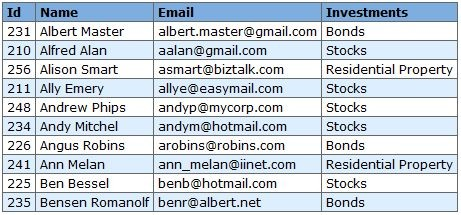 Id Name Email Investments
231 Albert Master albert.master@gmail.com Bonds
210 Alfred Alan aalan@gmail.com Stocks
256 Alison Smart asmart@biztalk.com Residential Property
211 Ally Emery allye@easymail.com Stocks
248 Andrew Phips andyp@mycorp.com Stocks
234 Andy Mitchel andym@hotmail.com Stocks
226 Angus Robins arobins@robins.com Bonds
241 Ann Melan ann_melan@iinet.com Residential Property
225 Ben Bessel benb@hotmail.com Stocks
235 Bensen Romanolf benr@albert.net Bonds